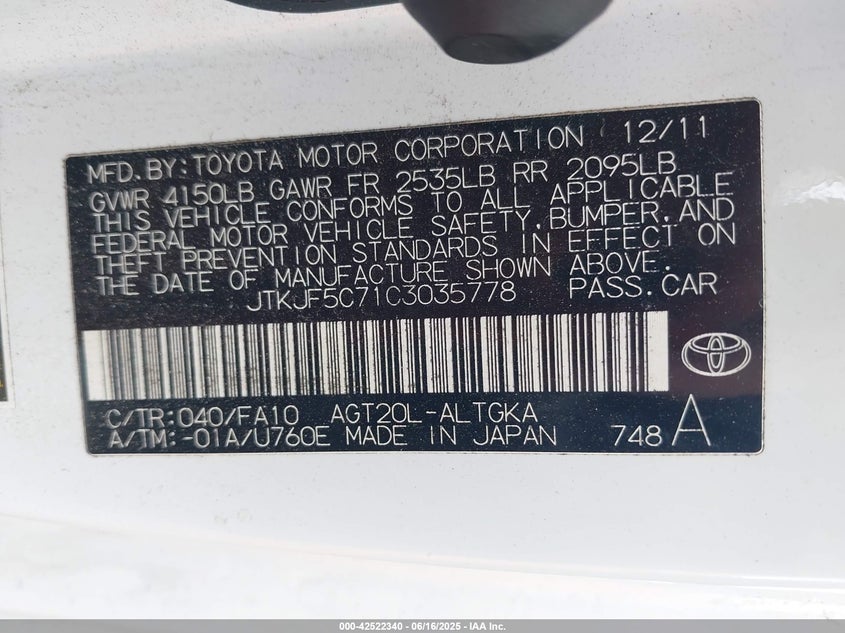 MFD.BY:TOYOTA MOTOR CORPORATION 12/11
GVWR 4150LB GAWR FR 2535LB RR 2095LB
THIS VEHICLE CONFORMS TO ALL APPLICABLE
FEDERAL MOTOR VEHICLE SAFETY,BUMPER,AND
THEFT PREVENTION STANDARDS IN EFFECT ON
THE DATE OF MANUFACTURE SHOWN ABOVE.
JTKJF5C71C3035778 PASS.CAR
C/TR:040/FA10 AGT20L-ALTGKA
A/TM:-01A/U760E MADE IN JAPAN 748 A
000-42522340 - 06/16/2025 - IAA Inc.